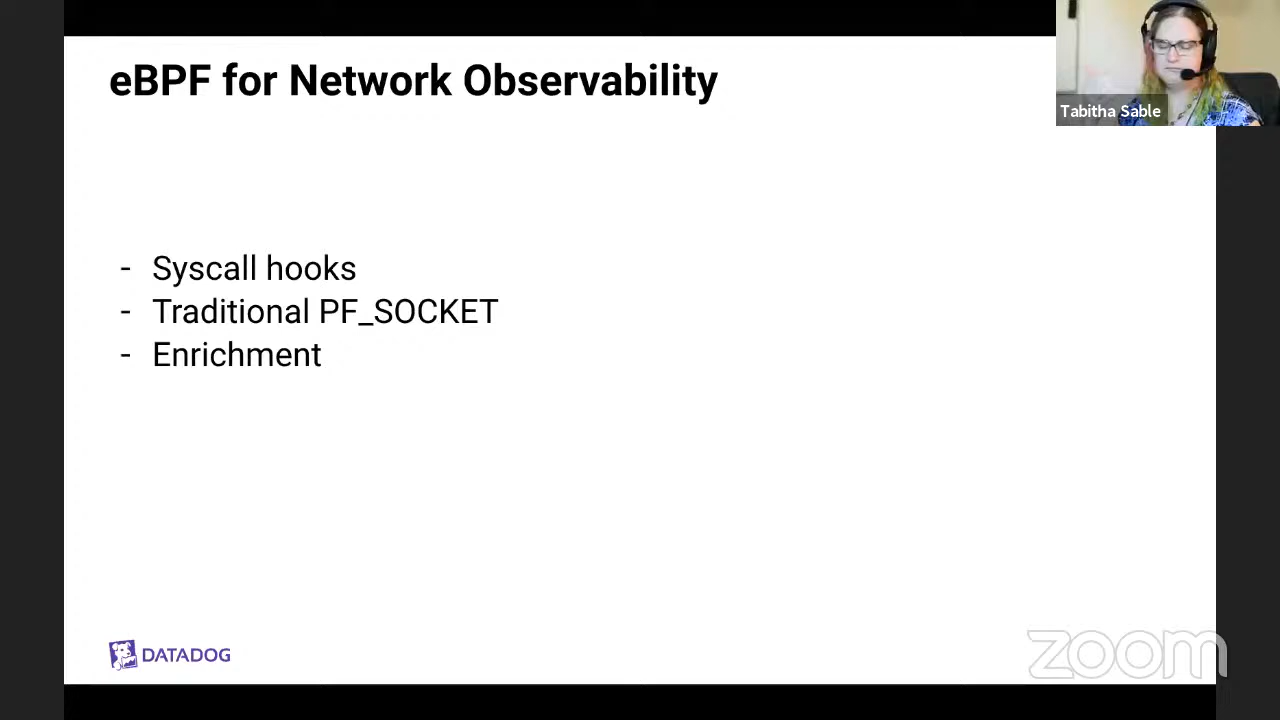 eBPF for Network Observability
Tabitha Sable
- Syscall hooks
- Traditional PF_SOCKET
- Enrichment
DATADOG
zoom